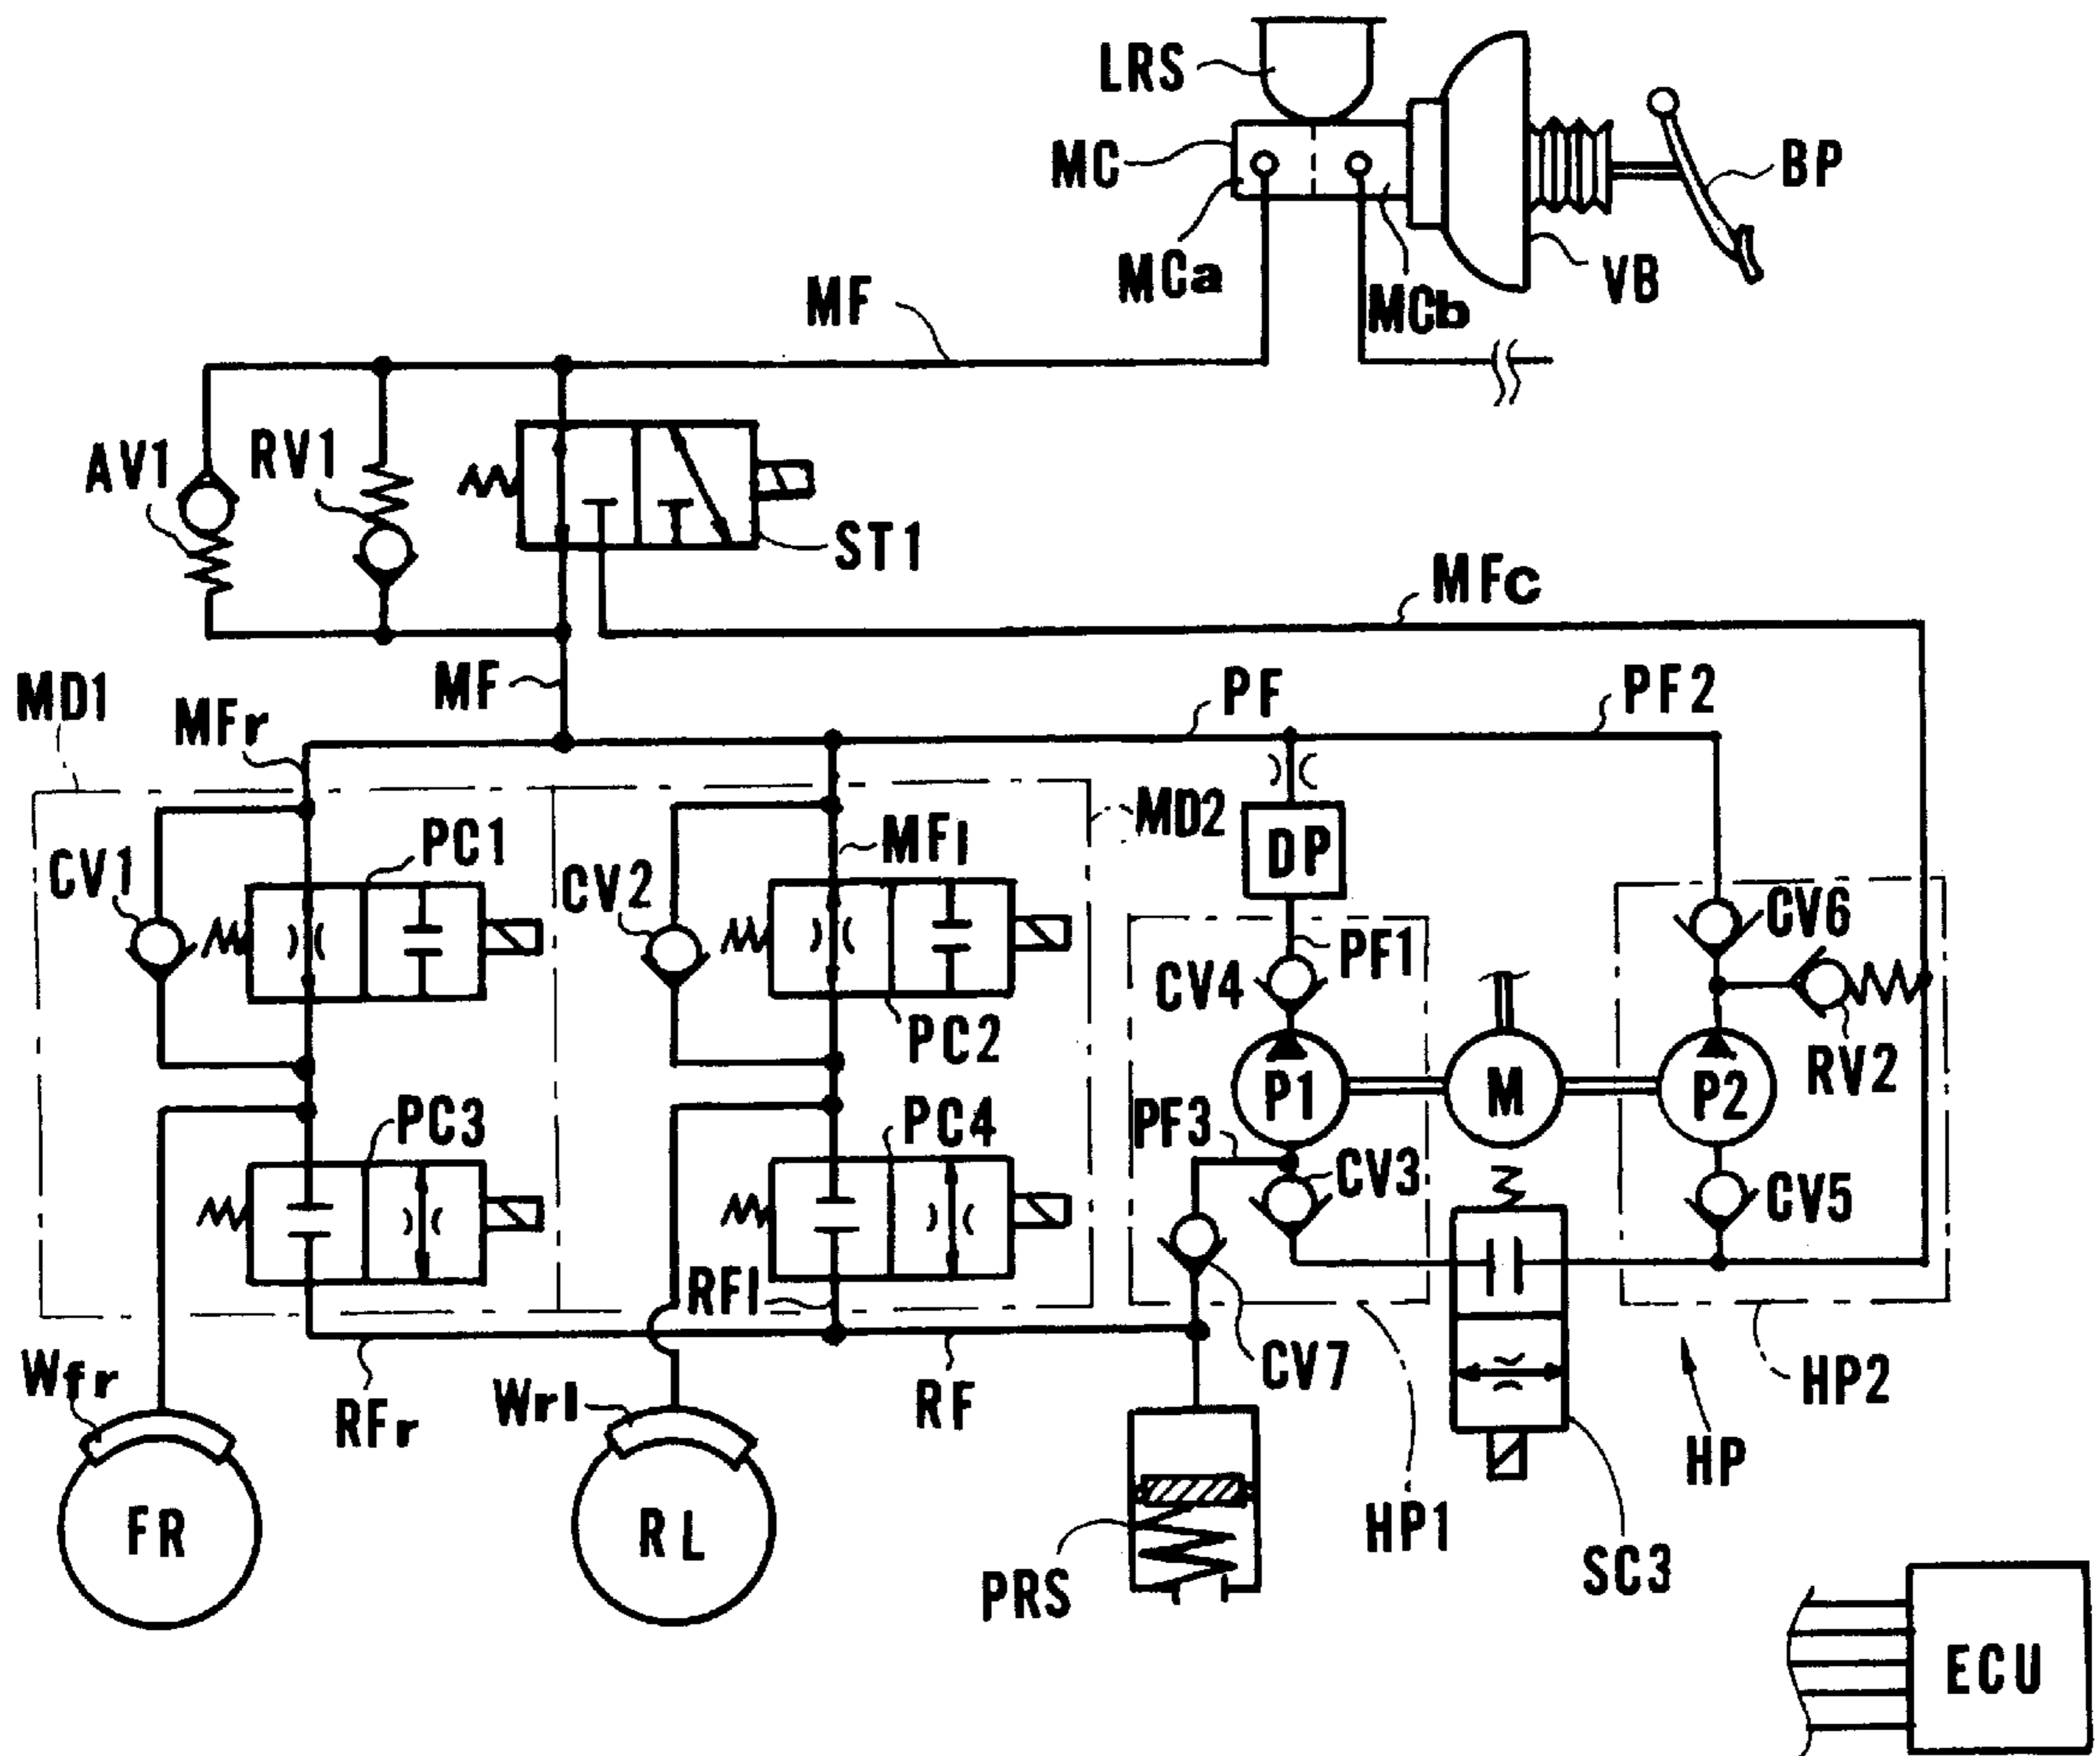 LRS
MC
BP
MCa
VB
MF
MCb
AV1
RV1
ST1
MFc
MF
PF
PF2
MD1
MFr
MD2
DP
PC1
MFl
CV1
CV2
CV6
PF1
CV4
PC2
RV2
P1
M
P2
PF3
PC3
PC4
CV3
CV5
RFl
CV7
HP2
Wfr
Wrl
RF
RFr
HP
FR
RL
HP1
SC3
PRS
ECU